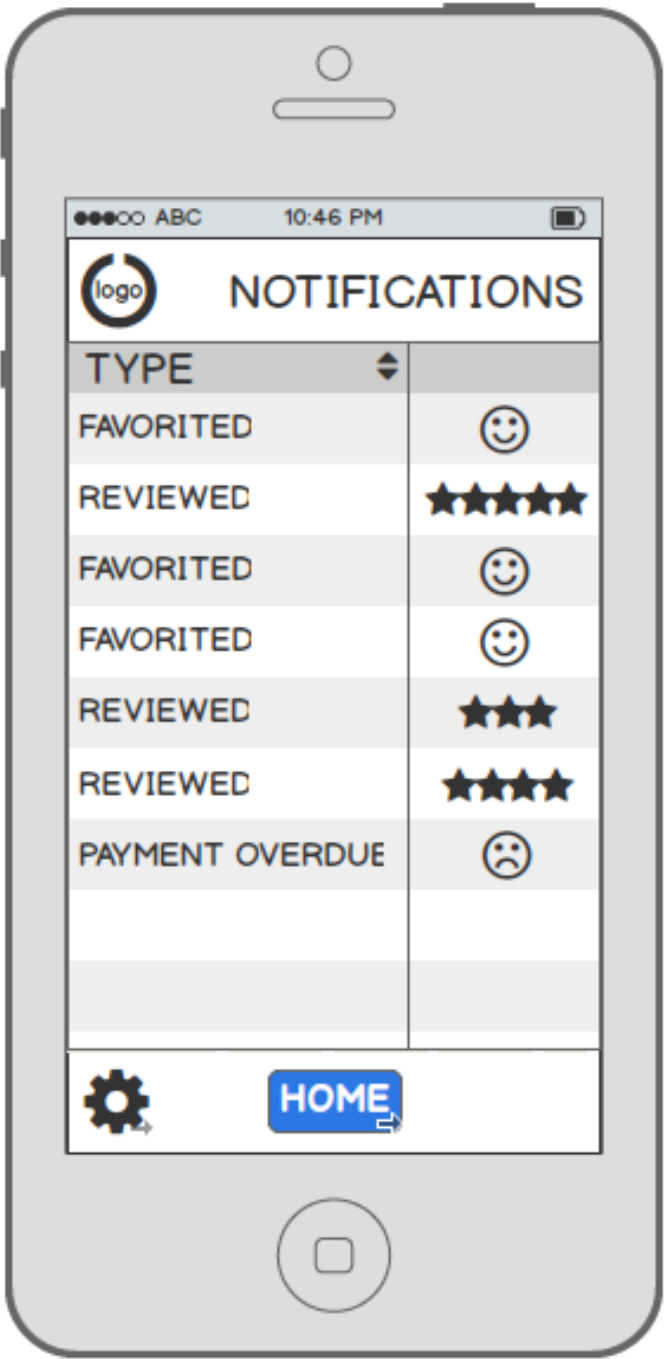 ABC 10:46 PM
logo NOTIFICATIONS
TYPE
FAVORITED
REVIEWED
FAVORITED
FAVORITED
REVIEWED
REVIEWED
PAYMENT OVERDUE
HOME